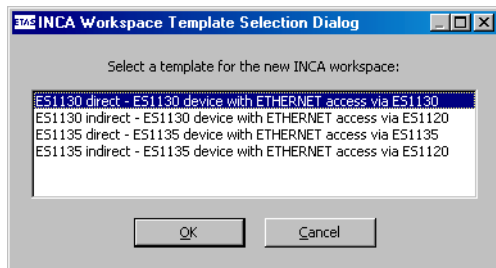 ETAS INCA Workspace Template Selection Dialog
Select a template for the new INCA workspace:
ES1130 direct - ES1130 device with ETHERNET access via ES1130
ES1130 indirect - ES1130 device with ETHERNET access via ES1120
ES1135 direct - ES1135 device with ETHERNET access via ES1135
ES1135 indirect - ES1135 device with ETHERNET access via ES1120
OK Cancel